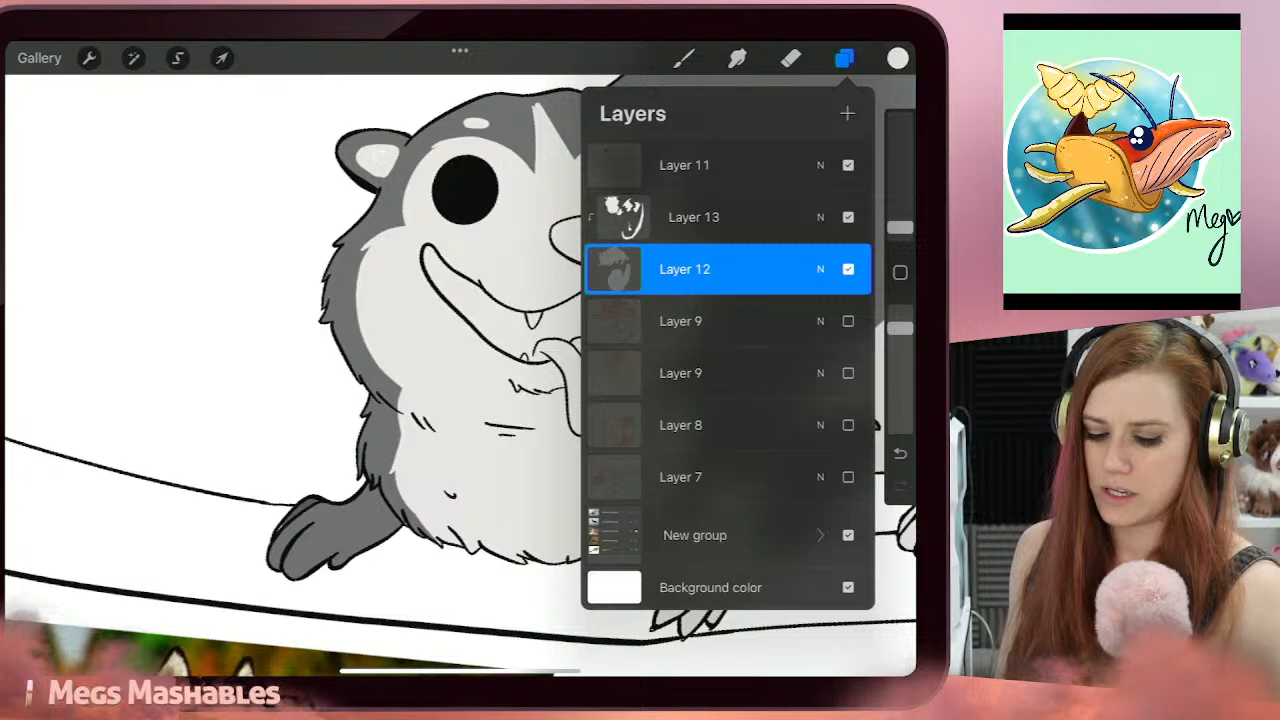 Gallery
Layers
Layer 11 N
Layer 13 N
Layer 12 N
Layer 9 N
Layer 9 N
Layer 8 N
Layer 7 N
New group
Background color
Meg
Megs Mashables